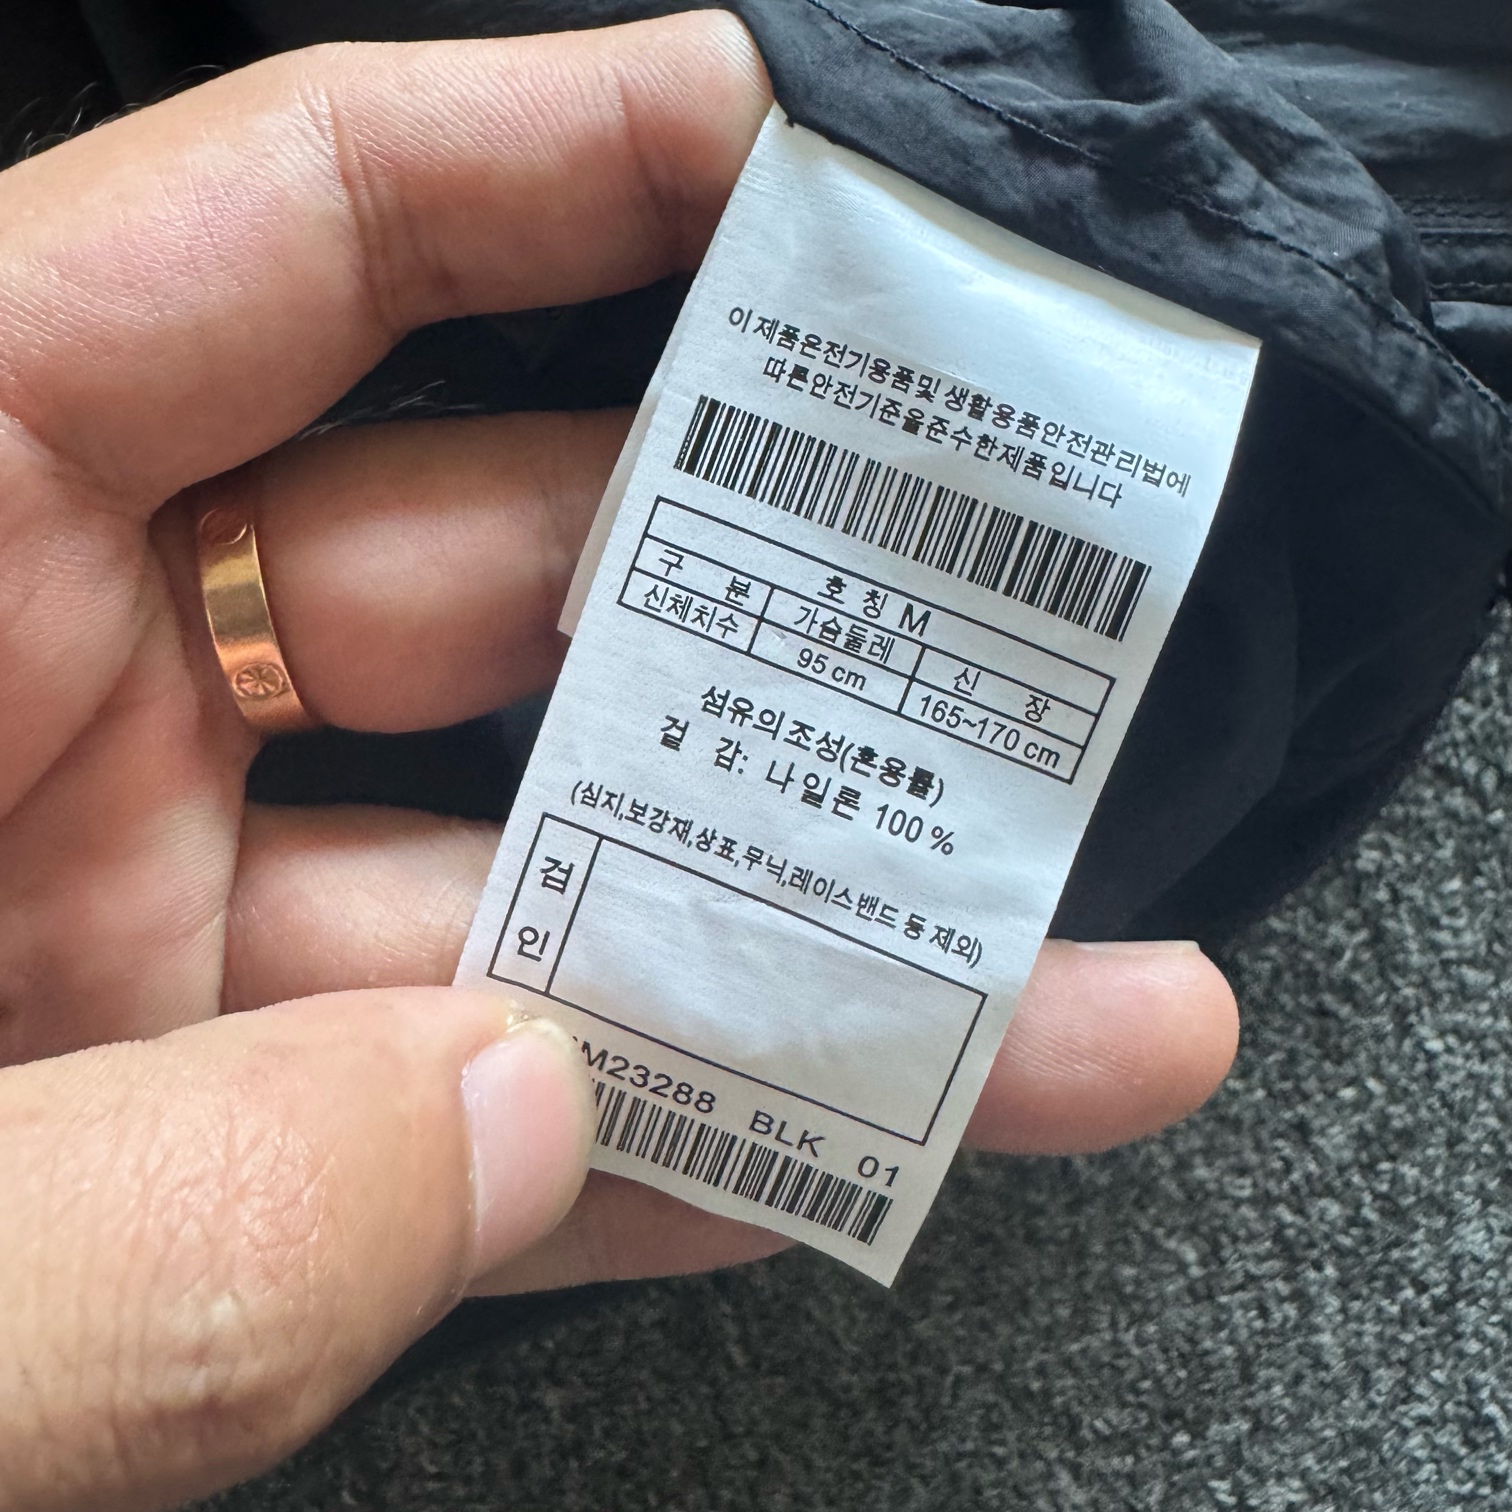 이 제품은전기용품및 생활용품안전관리법에
따른안전기준을준수한제품입니다
호 칭 M
구 분 가슴둘레 신 장
신체치수 95 cm 165~170 cm
섬유의 조성(혼용률)
겉 감: 나일론 100 %
(심지,보강재,상표,무늬,레이스밴드 등 제외)
검
인
M23288 BLK 01